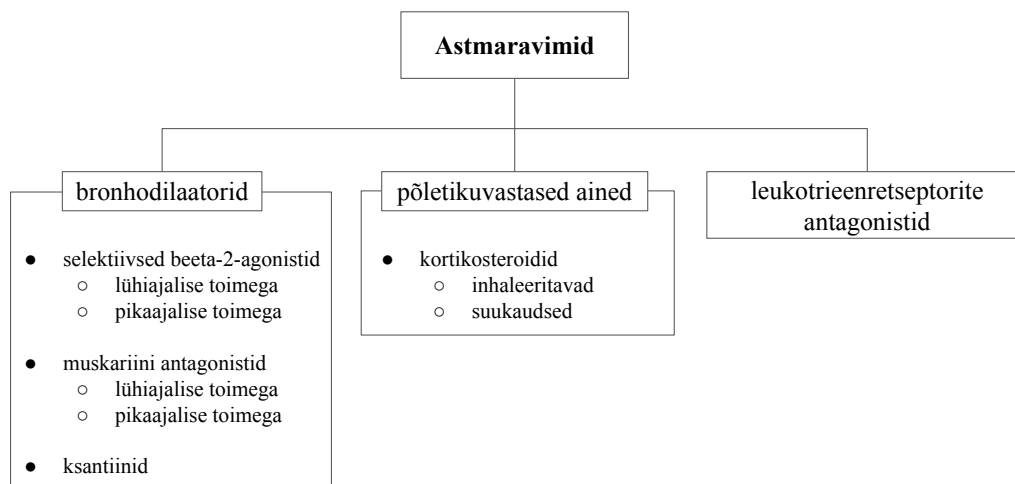 Astmaravimid
bronhodilaatorid
● selektiivsed beeta-2-agonistid
○ lühiajalise toimega
○ pikaajalise toimega
● muskariini antagonistid
○ lühiajalise toimega
○ pikaajalise toimega
● ksantiinid
põletikuvastased ained
● kortikosteroidid
○ inhaleeritavad
○ suukaudsed
leukotrieenretseptorite
antagonistid